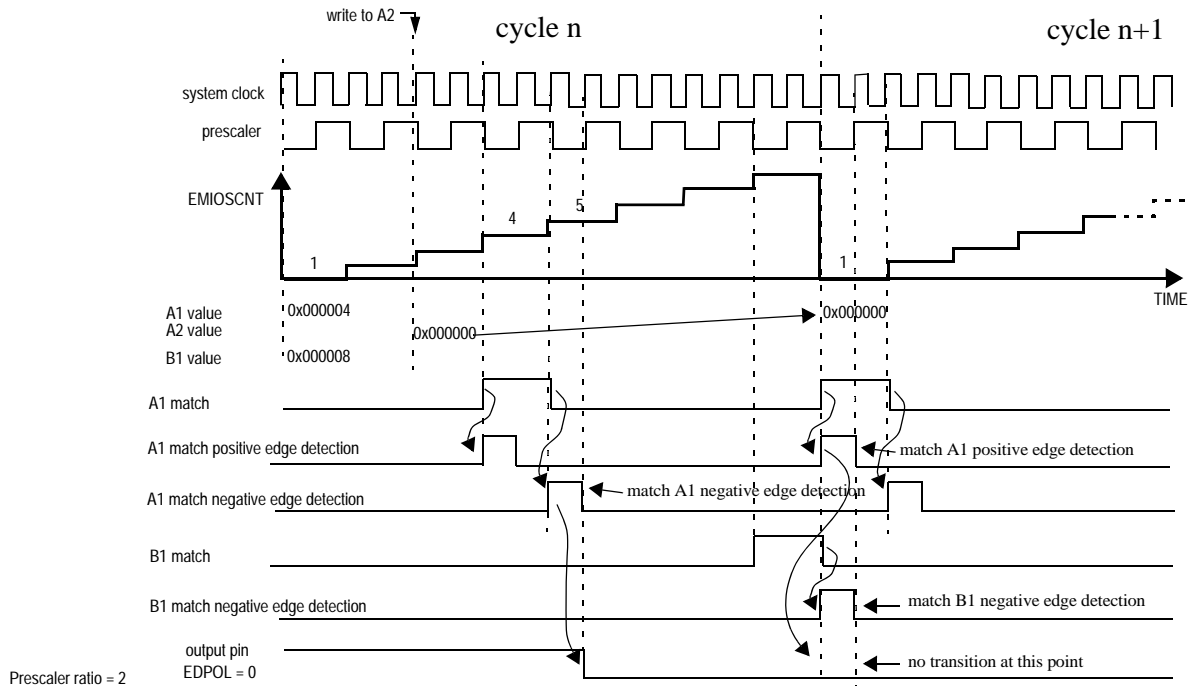 write to A2
cycle n
cycle n+1
system clock
prescaler
EMIOSCNT
4
5
1
1
TIME
A1 value
0x000004
0x000000
A2 value
0x000000
B1 value
0x000008
A1 match
A1 match positive edge detection
match A1 positive edge detection
A1 match negative edge detection
match A1 negative edge detection
B1 match
B1 match negative edge detection
match B1 negative edge detection
output pin
EDPOL = 0
no transition at this point
Prescaler ratio = 2